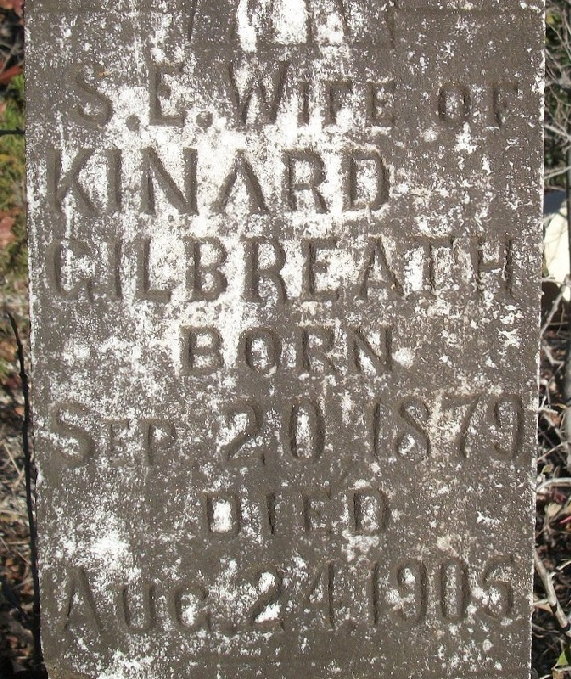 S. E. WIFE OF
KINARD
GILBREATH
BORN
SEP. 20, 1879
DIED
AUG. 24, 1905